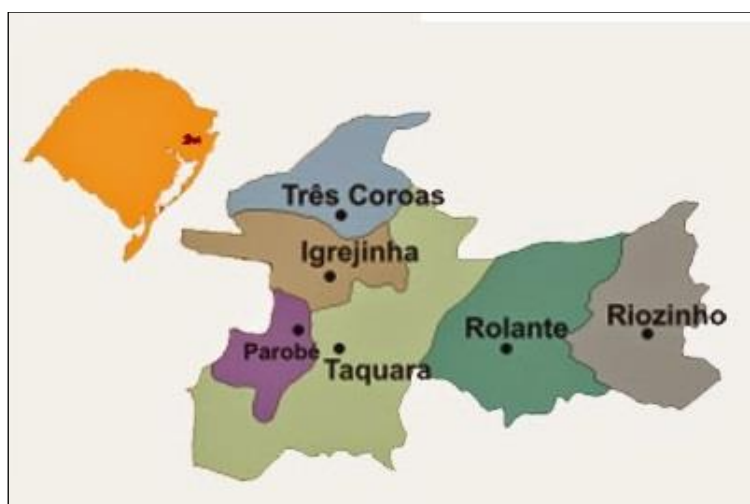 Três Coroas
Igrejinha
Parobé
Taquara
Rolante
Riozinho